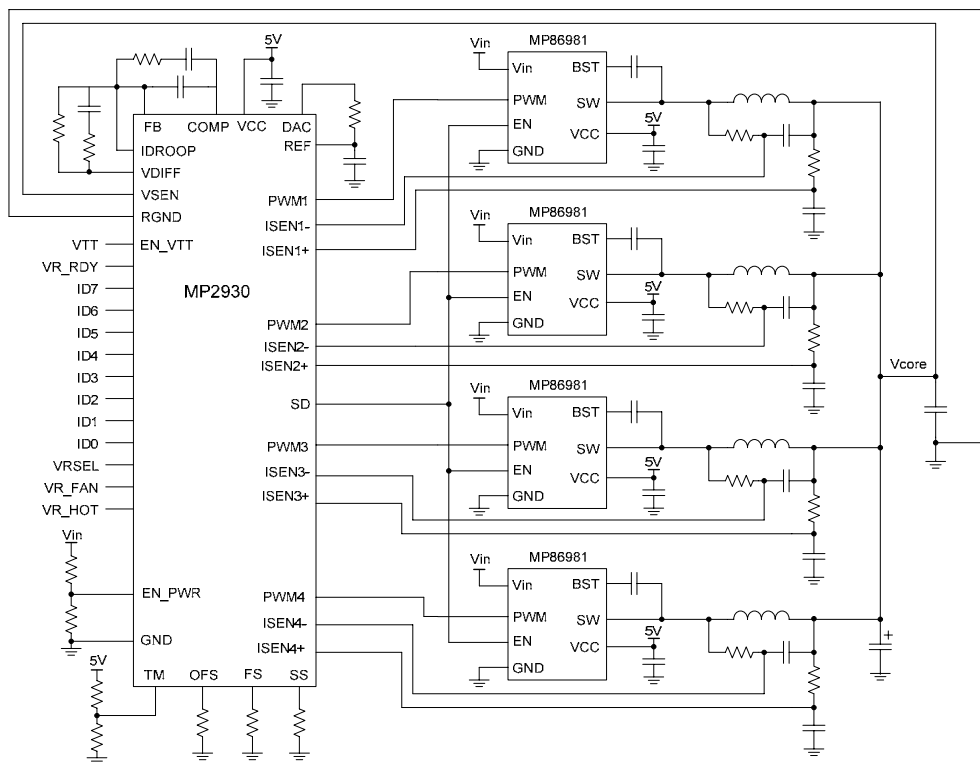 MP86981
5V
Vin
Vin
BST
PWM
SW
EN
VCC
5V
GND
FB
COMP
VCC
DAC
REF
IDROOP
VDIFF
VSEN
RGND
PWM1
ISEN1-
ISEN1+
MP86981
Vin
Vin
BST
PWM
SW
EN
VCC
5V
GND
VTT
EN_VTT
VR_RDY
ID7
MP2930
ID6
ID5
ID4
ID3
ID2
ID1
ID0
VRSEL
VR_FAN
VR_HOT
PWM2
ISEN2-
ISEN2+
SD
PWM3
ISEN3-
ISEN3+
Vcore
MP86981
Vin
Vin
BST
PWM
SW
EN
VCC
5V
GND
Vin
EN_PWR
GND
PWM4
ISEN4-
ISEN4+
MP86981
Vin
Vin
BST
PWM
SW
EN
VCC
5V
GND
+
5V
TM
OFS
FS
SS